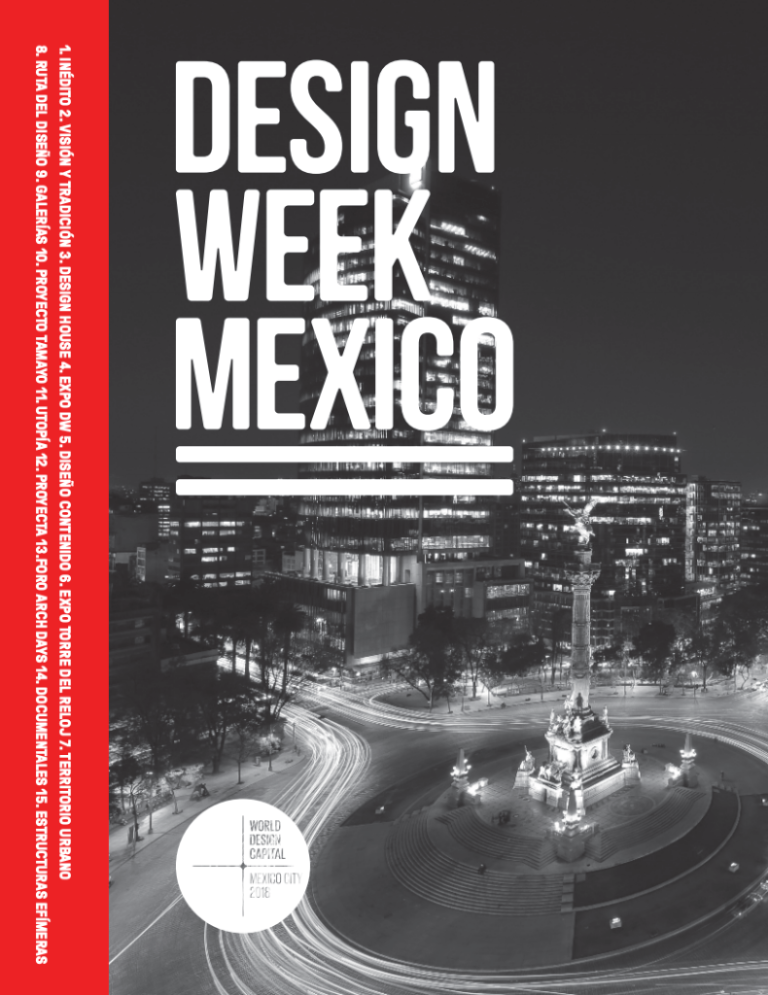 1. INÉDITO 2. VISIÓN Y TRADICIÓN 3. DESIGN HOUSE 4. EXPO DW 5. DISEÑO CONTENIDO 6. EXPO TORRE DEL RELOJ 7. TERRITORIO URBANO
8. RUTA DEL DISEÑO 9. GALERÍAS 10. PROYECTO TAMAYO 11. UTOPÍA 12. PROYECTA 13.FORO ARCH DAYS 14. DOCUMENTALES 15. ESTRUCTURAS EFÍMERAS
DESIGN
WEEK
MEXICO
WORLD
DESIGN
CAPITAL
MEXICO CITY
2018